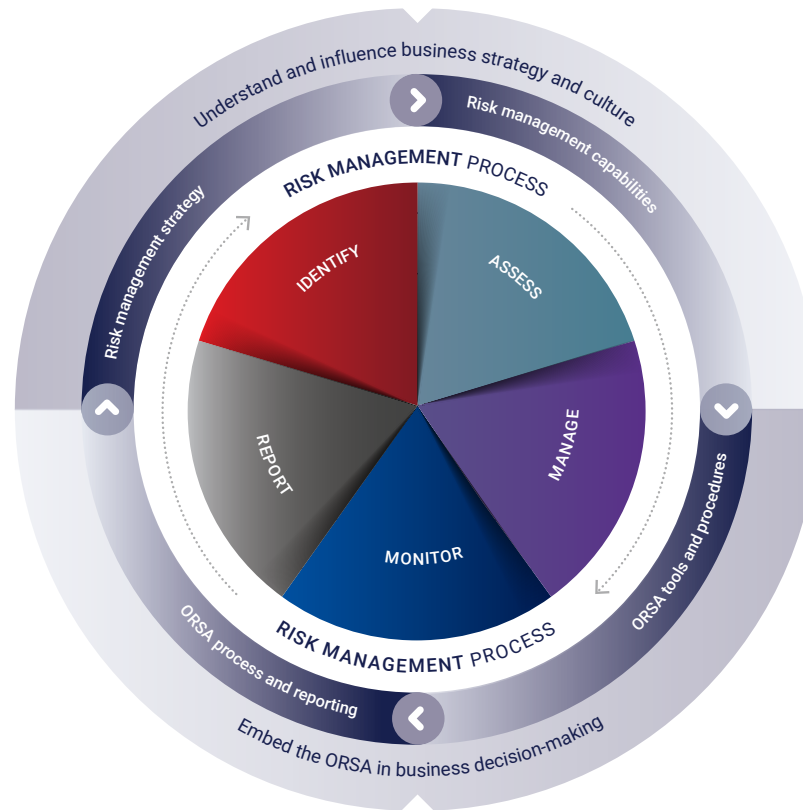 Understand and influence business strategy and culture
Risk management strategy
Risk management capabilities
RISK MANAGEMENT PROCESS
IDENTIFY
ASSESS
MANAGE
MONITOR
REPORT
RISK MANAGEMENT PROCESS
ORSA tools and procedures
ORSA process and reporting
Embed the ORSA in business decision-making